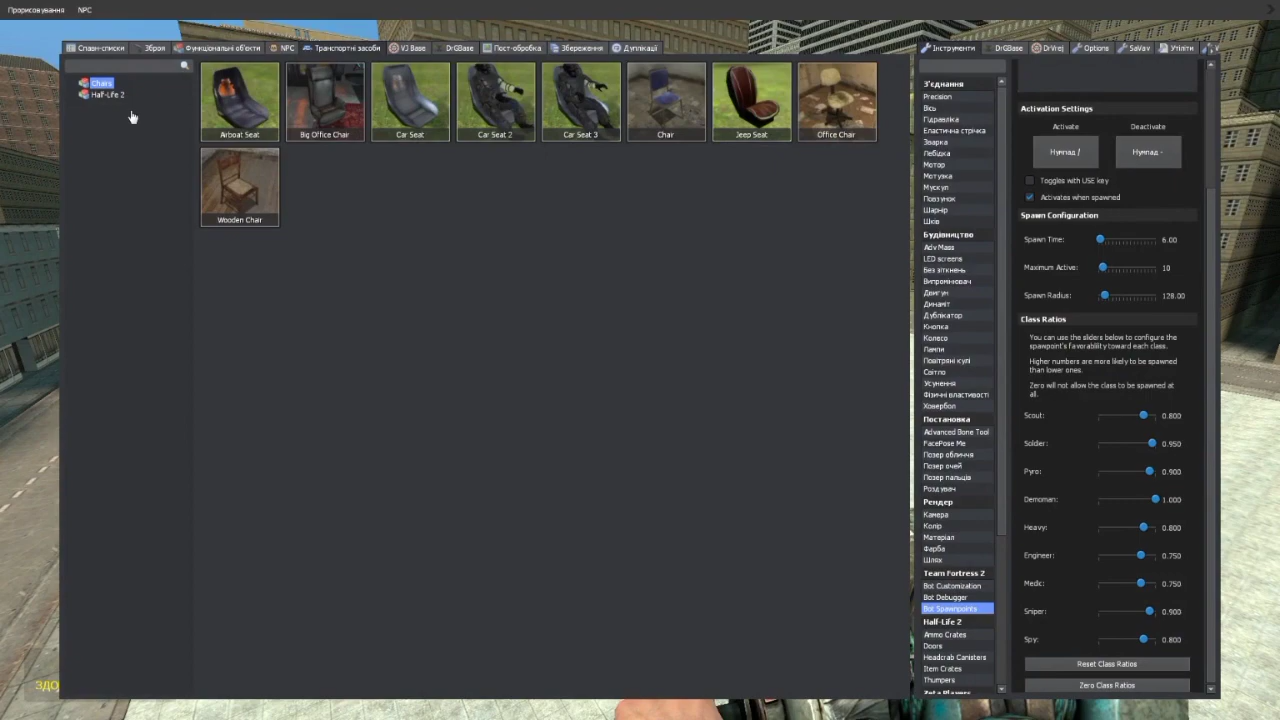 Прорисовування NPC
Спавн-списки Зброя Функціональні об'єкти NPC Транспортні засоби VJ Base DrGBase Пост-обробка Збереження Дуплікації
Chairs
Half-Life 2
Airboat Seat
Big Office Chair
Car Seat
Car Seat 2
Car Seat 3
Chair
Jeep Seat
Office Chair
Wooden Chair
ЗДО
Інструменти DrGBase DrVrej Options SaVav Утиліти
З'єднання
Precision
Вісь
Гідравліка
Еластична стрічка
Зварка
Лебідка
Мотор
Мотузка
Мускул
Повзунок
Шарнір
Шків
Будівництво
Adv Mass
LED screens
Без зіткнень
Випромінювач
Двигун
Динаміт
Дублікатор
Кнопка
Колесо
Лампи
Повітряні кулі
Світло
Усунення
Фізичні властивості
Ховербол
Постановка
Advanced Bone Tool
FacePose Me
Позер обличчя
Позер очей
Позер пальців
Роздувач
Рендер
Камера
Колір
Матеріал
Фарба
Шлях
Team Fortress 2
Bot Customization
Bot Debugger
Bot Spawnpoints
Half-Life 2
Ammo Crates
Doors
Headcrab Canisters
Item Crates
Thumpers
Zeta Players
Activation Settings
Activate Deactivate
Нумпад / Нумпад -
Toggles with USE key
Activates when spawned
Spawn Configuration
Spawn Time: 6.00
Maximum Active: 10
Spawn Radius: 128.00
Class Ratios
You can use the sliders below to configure the
spawpoint's favorablility toward each class.
Higher numbers are more likely to be spawned
than lower ones.
Zero will not allow the class to be spawned at
all.
Scout: 0.800
Solder: 0.950
Pyro: 0.900
Demoman: 1.000
Heavy: 0.800
Engineer: 0.750
Medic: 0.750
Sniper: 0.900
Spy: 0.800
Reset Class Ratios
Zero Class Ratios